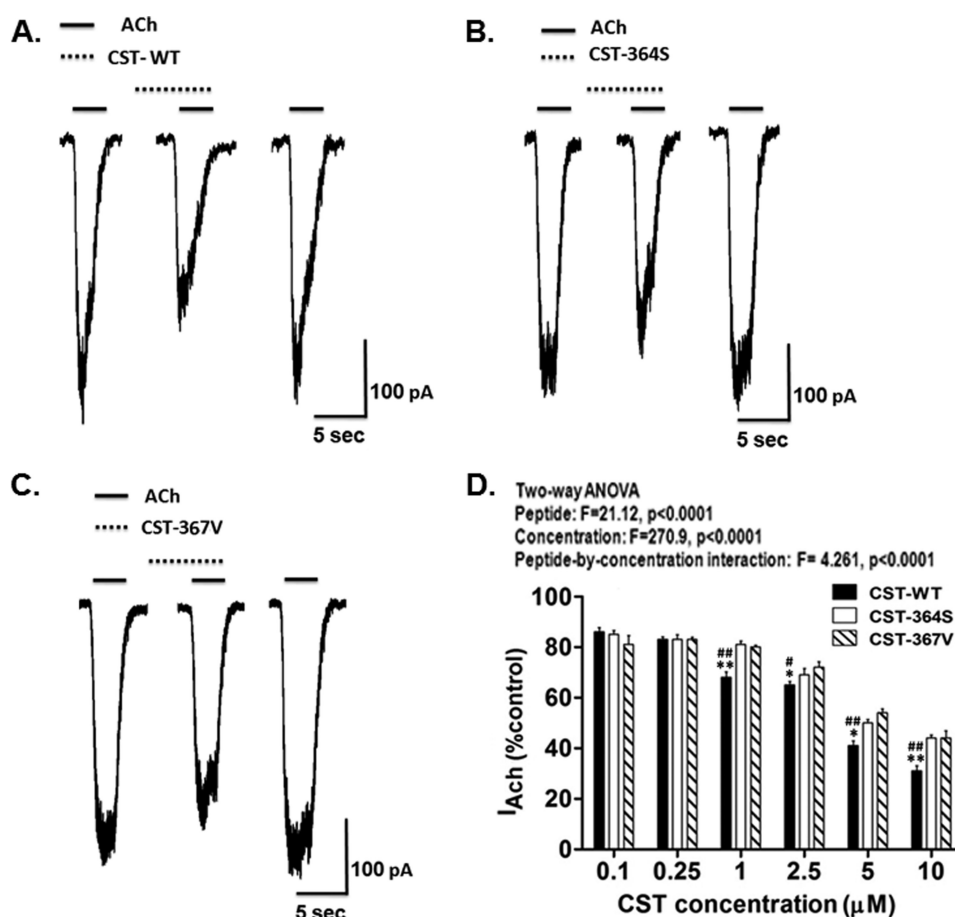 A.
ACh
CST-WT
100 pA
5 sec
B.
ACh
CST-364S
100 pA
5 sec
C.
ACh
CST-367V
100 pA
5 sec
D.
Two-way ANOVA
Peptide: F=21.12, p<0.0001
Concentration: F=270.9, p<0.0001
Peptide-by-concentration interaction: F= 4.261, p<0.0001
CST-WT
CST-364S
CST-367V
IAch (%control)
100
80
60
40
20
0
##
**
#
*
##
*
##
**
0.1 0.25 1 2.5 5 10
CST concentration (μM)